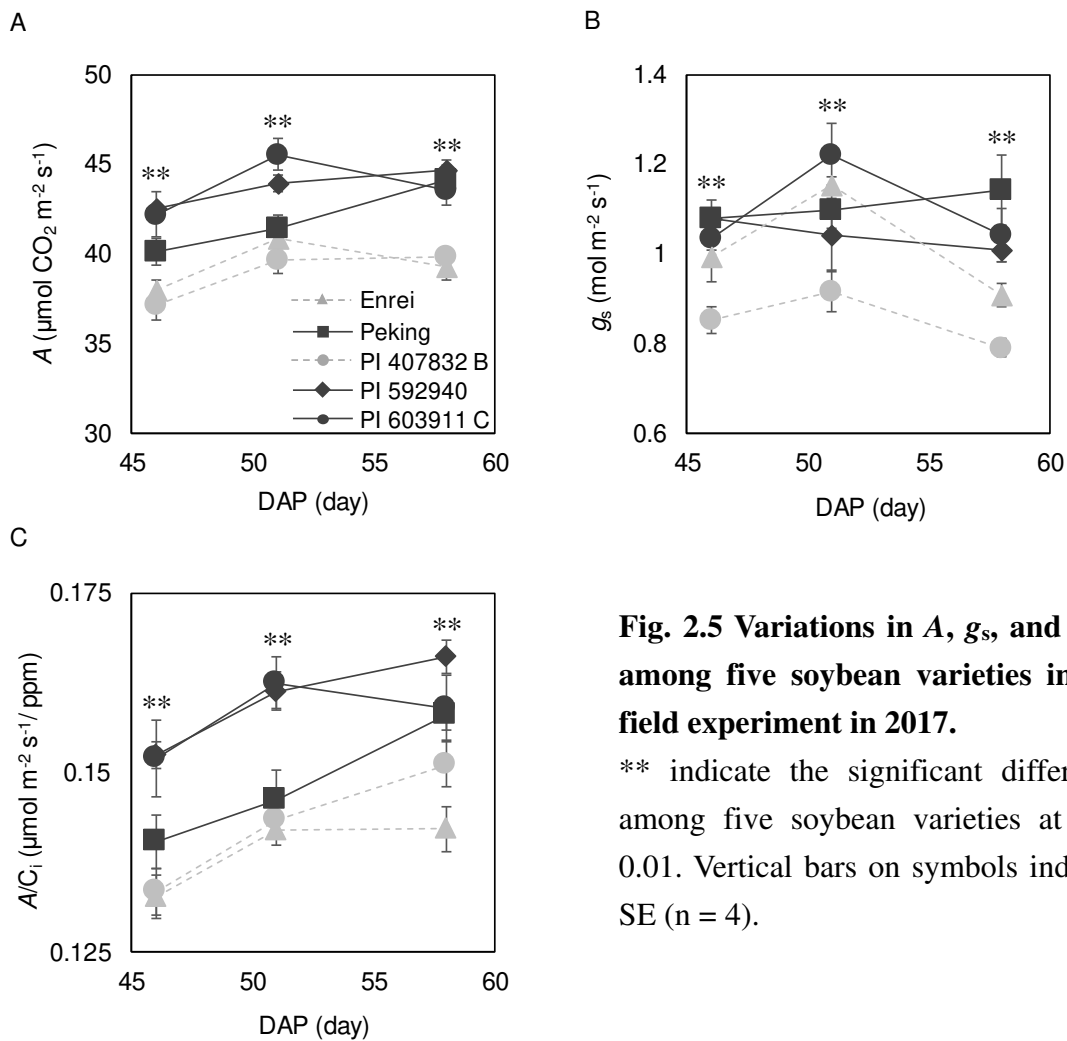 A
50
45
40
35
30
A (µmol CO2 m-2 s-1)
**
**
**
Enrei
Peking
PI 407832 B
PI 592940
PI 603911 C
45 50 55 60
DAP (day)
B
1.4
1.2
1
0.8
0.6
gs (mol m-2 s-1)
**
**
**
45 50 55 60
DAP (day)
C
0.175
0.15
0.125
A/Ci (µmol m-2 s-1/ ppm)
**
**
**
45 50 55 60
DAP (day)
Fig. 2.5 Variations in A, gs, and
among five soybean varieties in
field experiment in 2017.
** indicate the significant differ
among five soybean varieties at
0.01. Vertical bars on symbols ind
SE (n = 4).